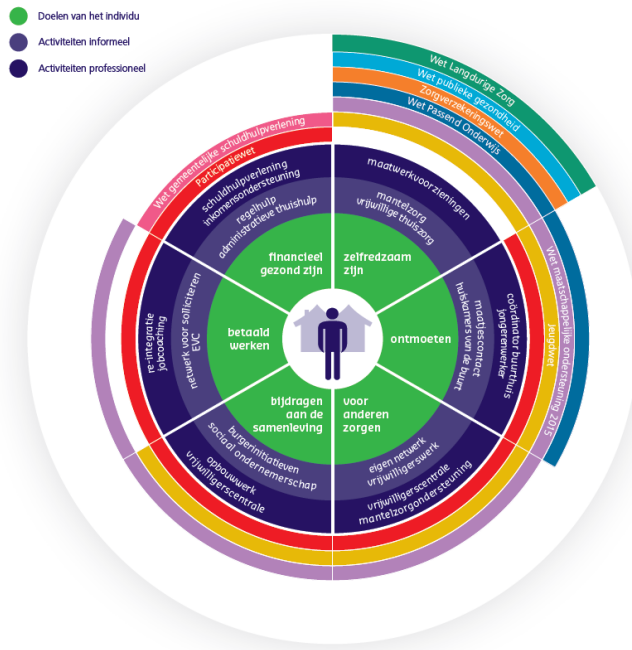 Doelen van het individu
Activiteiten informeel
Activiteiten professioneel
Wet Langdurige Zorg
Wet publieke gezondheid
Zorgverzekeringswet
Wet Passend Onderwijs
Wet gemeentelijke schuldhulpverlening
Participatiewet
schuldhulpverlening
inkomensondersteuning
regelhulp
administratieve thuishulp
financieel
gezond zijn
maatwerkvoorzieningen
mantelzorg
vrijwillige thuiszorg
zelfredzaam
zijn
Wet maatschappelijke ondersteuning 2015
jeugdwet
coördinator buurthuis
jongerenwerker
maatjescontact
huiskamers van de buurt
ontmoeten
voor
anderen
zorgen
eigen netwerk
vrijwilligerswerk
vrijwilligerscentrale
mantelzorgondersteuning
bijdragen
aan de
samenleving
burgerinitiatieven
sociaal ondernemerschap
opbouwwerk
vrijwilligerscentrale
betaald
werken
netwerk voor solliciteren
EVC
re-integratie
jobcoaching